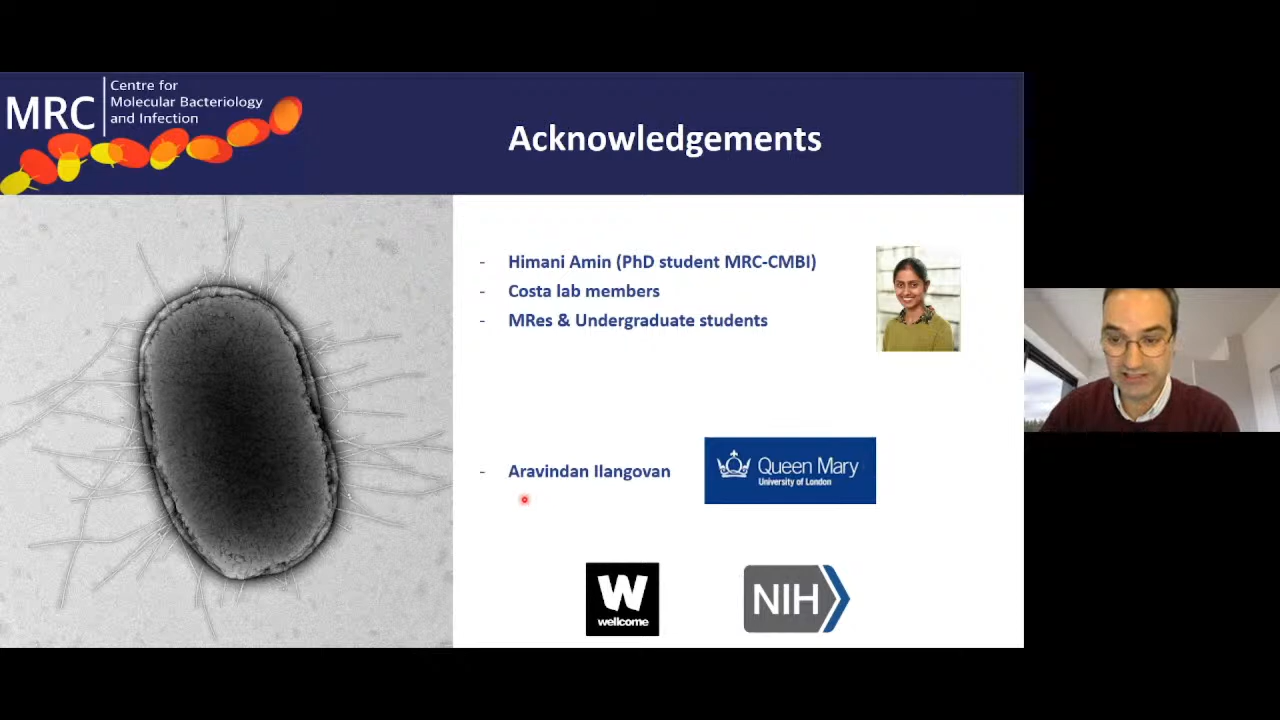 MRC
Centre for
Molecular Bacteriology
and Infection
Acknowledgements
- Himani Amin (PhD student MRC-CMBI)
- Costa lab members
- MRes & Undergraduate students
- Aravindan Ilangovan
Queen Mary
University of London
W
wellcome
NIH